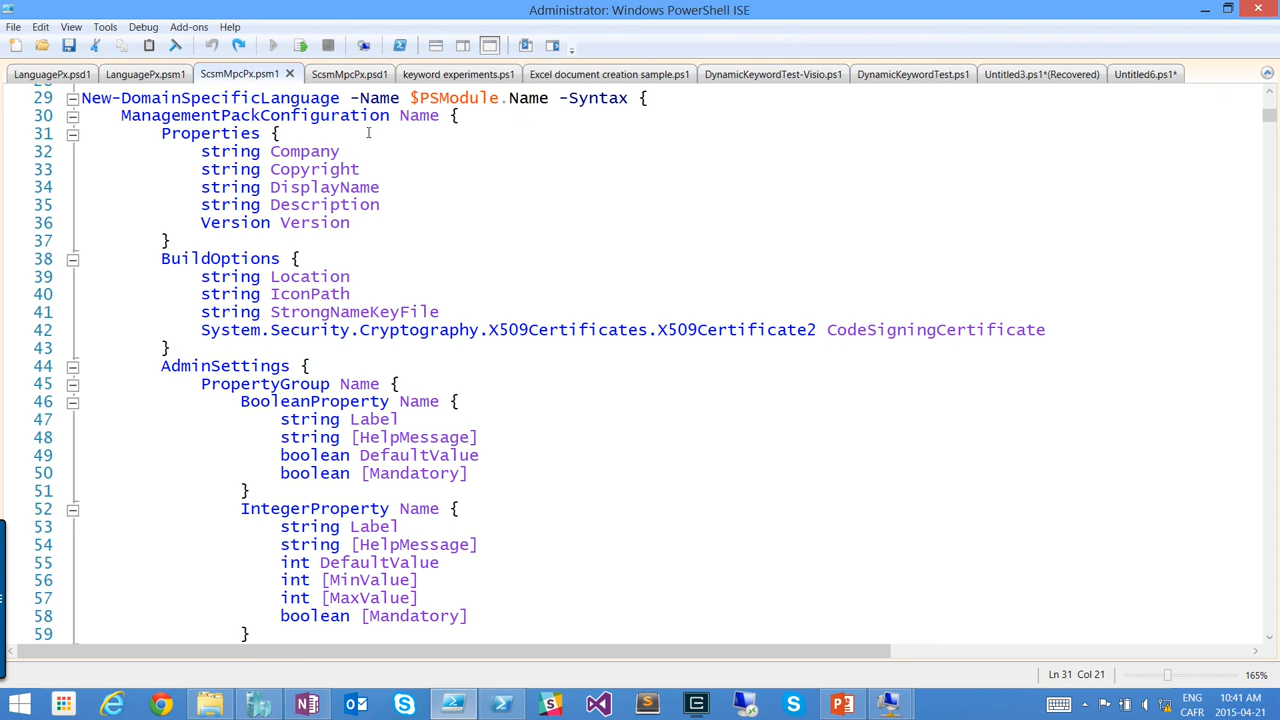 Administrator: Windows PowerShell ISE
File Edit View Tools Debug Add-ons Help
LanguagePx.psd1 LanguagePx.psm1 ScsmMpcPx.psm1 ScsmMpcPx.psd1 keyword experiments.ps1 Excel document creation sample.ps1 DynamicKeywordTest-Visio.ps1 DynamicKeywordTest.ps1 Untitled3.ps1*(Recovered) Untitled6.ps1*
29 New-DomainSpecificLanguage -Name $PSModule.Name -Syntax {
30 ManagementPackConfiguration Name {
31 Properties {
32 string Company
33 string Copyright
34 string DisplayName
35 string Description
36 Version Version
37 }
38 BuildOptions {
39 string Location
40 string IconPath
41 string StrongNameKeyFile
42 System.Security.Cryptography.X509Certificates.X509Certificate2 CodeSigningCertificate
43 }
44 AdminSettings {
45 PropertyGroup Name {
46 BooleanProperty Name {
47 string Label
48 string [HelpMessage]
49 boolean DefaultValue
50 boolean [Mandatory]
51 }
52 IntegerProperty Name {
53 string Label
54 string [HelpMessage]
55 int DefaultValue
56 int [MinValue]
57 int [MaxValue]
58 boolean [Mandatory]
59 }
Ln 31 Col 21 165%
ENG 10:41 AM
CAFR 2015-04-21